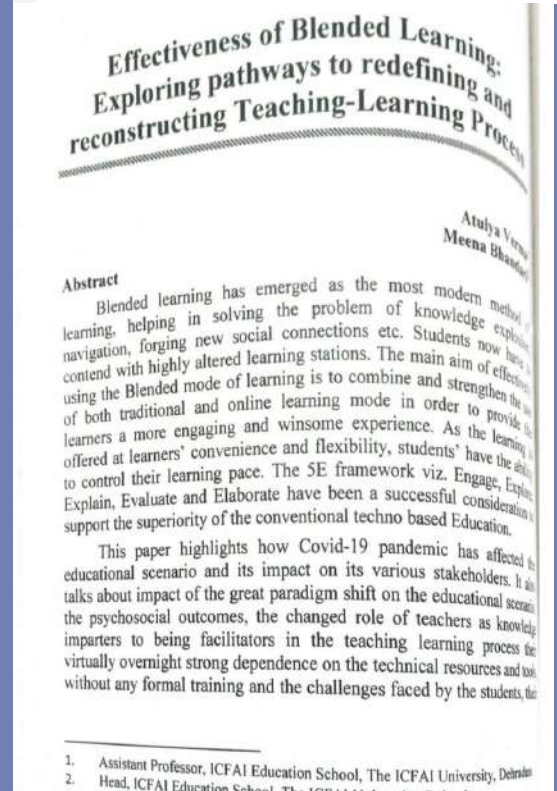 Effectiveness of Blended Learning:
Exploring pathways to redefining and
reconstructing Teaching-Learning Process
Atulya
Meena
Abstract
Blended learning has emerged as the most modern method
learning, helping in solving the problem of knowledge
navigation, forging new social connections etc. Students now have
contend with highly altered learning stations. The main aim of
using the Blended mode of learning is to combine and strengthen the
of both traditional and online learning mode in order to provide
learners a more engaging and winsome experience. As the learning
offered at learners' convenience and flexibility, students' have the
to control their learning pace. The 5E framework viz. Engage,
Explain, Evaluate and Elaborate have been a successful consideration
support the superiority of the conventional techno based Education.
This paper highlights how Covid-19 pandemic has affected the
educational scenario and its impact on its various stakeholders. It
talks about impact of the great paradigm shift on the educational
the psychosocial outcomes, the changed role of teachers as
imparters to being facilitators in the teaching learning process
virtually overnight strong dependence on the technical resources and
without any formal training and the challenges faced by the students,
1. Assistant Professor, ICFAI Education School, The ICFAI University,
2. Head, ICFAI Education